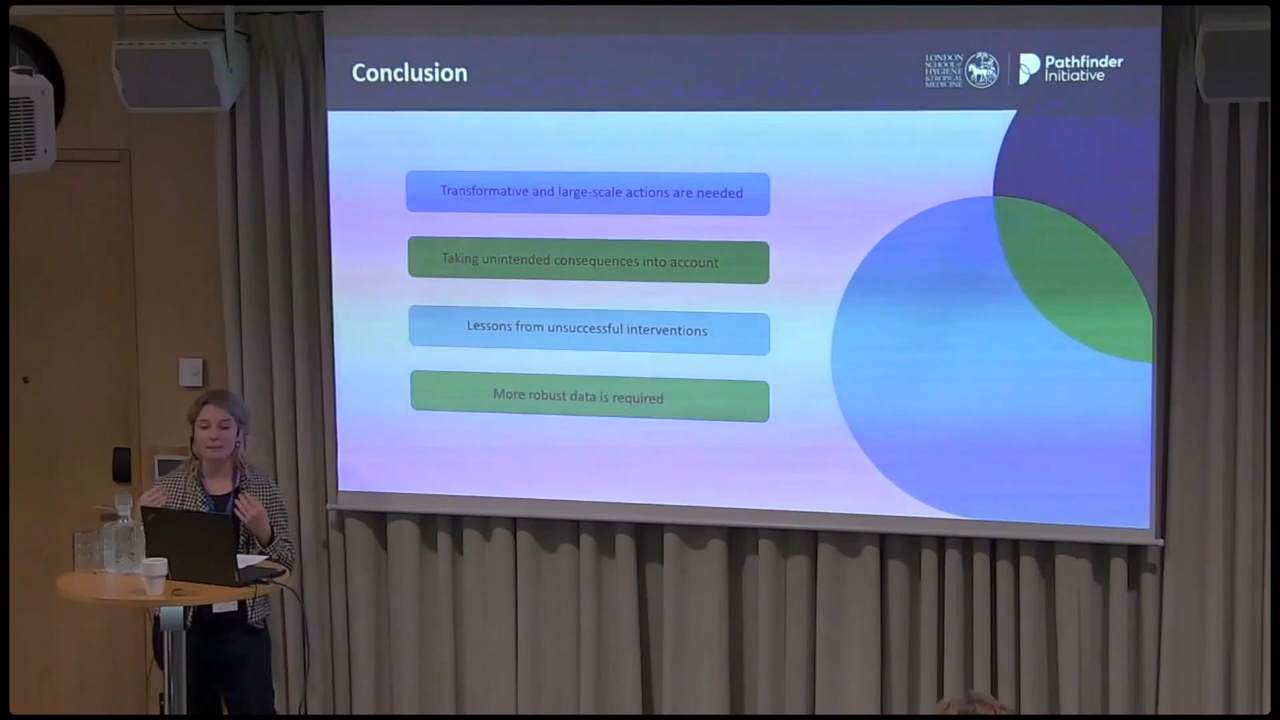 Conclusion
LONDON
SCHOOL of
HYGIENE
& TROPICAL
MEDICINE
Pathfinder
Initiative
Transformative and large-scale actions are needed
Taking unintended consequences into account
Lessons from unsuccessful interventions
More robust data is required